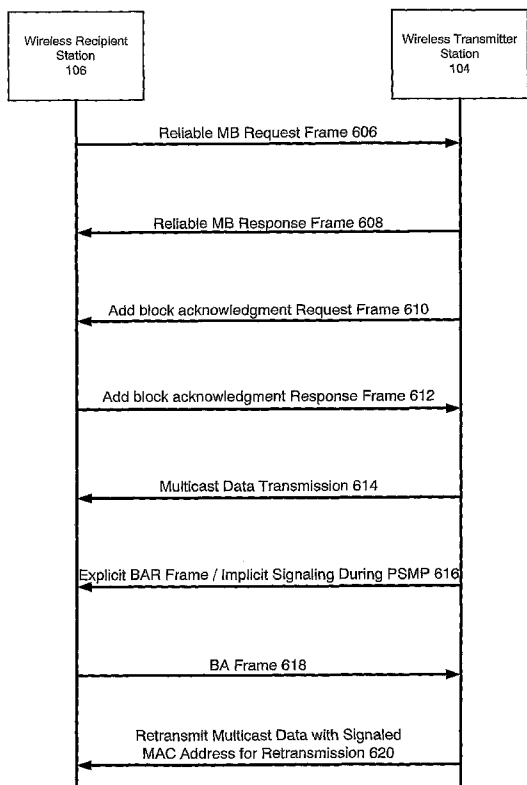 Wireless Recipient
Station
106
Wireless Transmitter
Station
104
Reliable MB Request Frame 606
Reliable MB Response Frame 608
Add block acknowledgment Request Frame 610
Add block acknowledgment Response Frame 612
Multicast Data Transmission 614
Explicit BAR Frame / Implicit Signaling During PSMP 616
BA Frame 618
Retransmit Multicast Data with Signaled
MAC Address for Retransmission 620